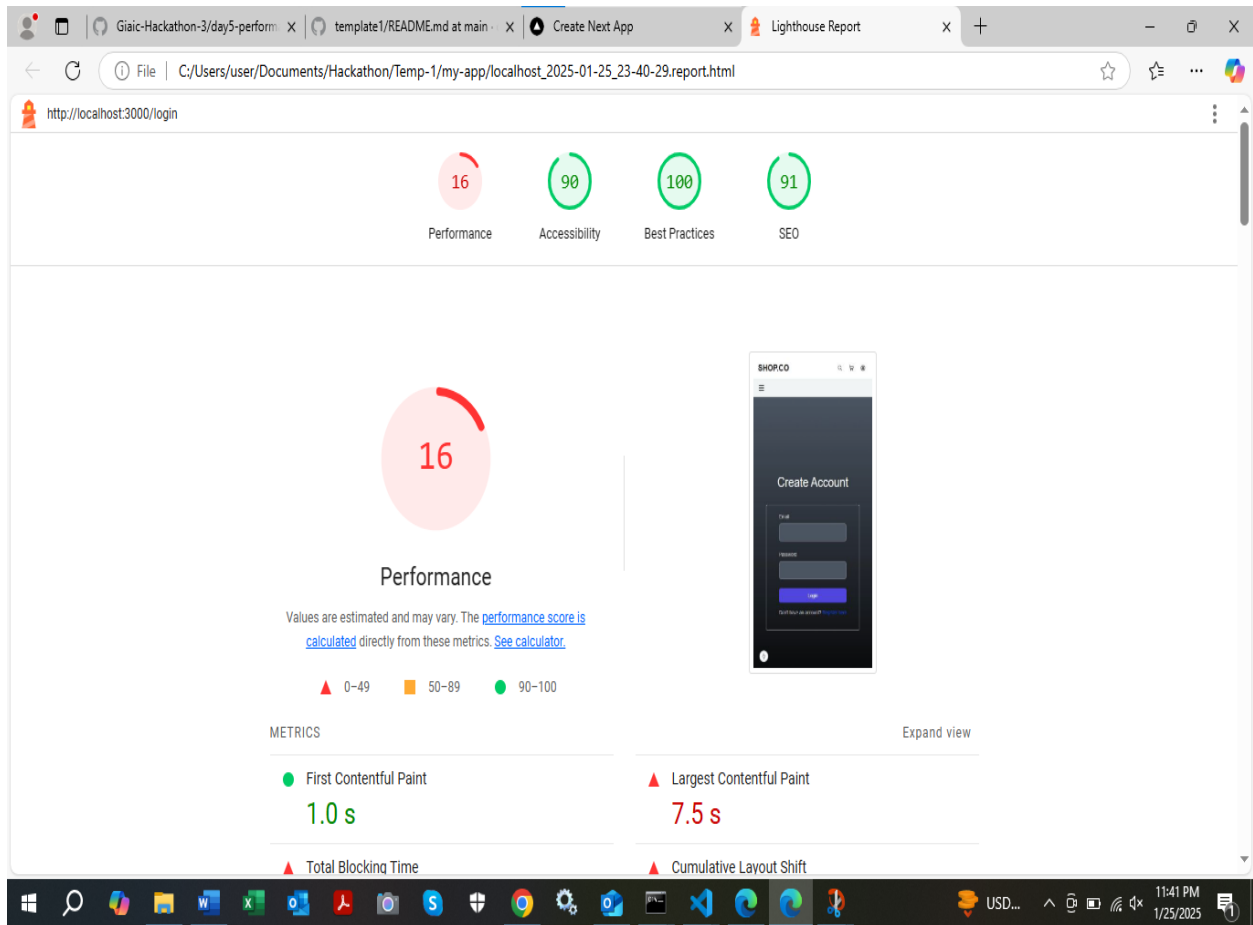 Giaic-Hackathon-3/day5-perform
template1/README.md at main -
Create Next App
Lighthouse Report
File
C:/Users/user/Documents/Hackathon/Temp-1/my-app/localhost_2025-01-25_23-40-29.report.html
http://localhost:3000/login
16
90
100
91
Performance
Accessibility
Best Practices
SEO
SHOP.CO
16
Create Account
Email
Password
Login
Don't have an account?
Performance
Values are estimated and may vary. The performance score is
calculated directly from these metrics. See calculator.
0–49
50–89
90–100
METRICS
Expand view
First Contentful Paint
1.0 s
Largest Contentful Paint
7.5 s
Total Blocking Time
Cumulative Layout Shift
USD...
11:41 PM
1/25/2025
1